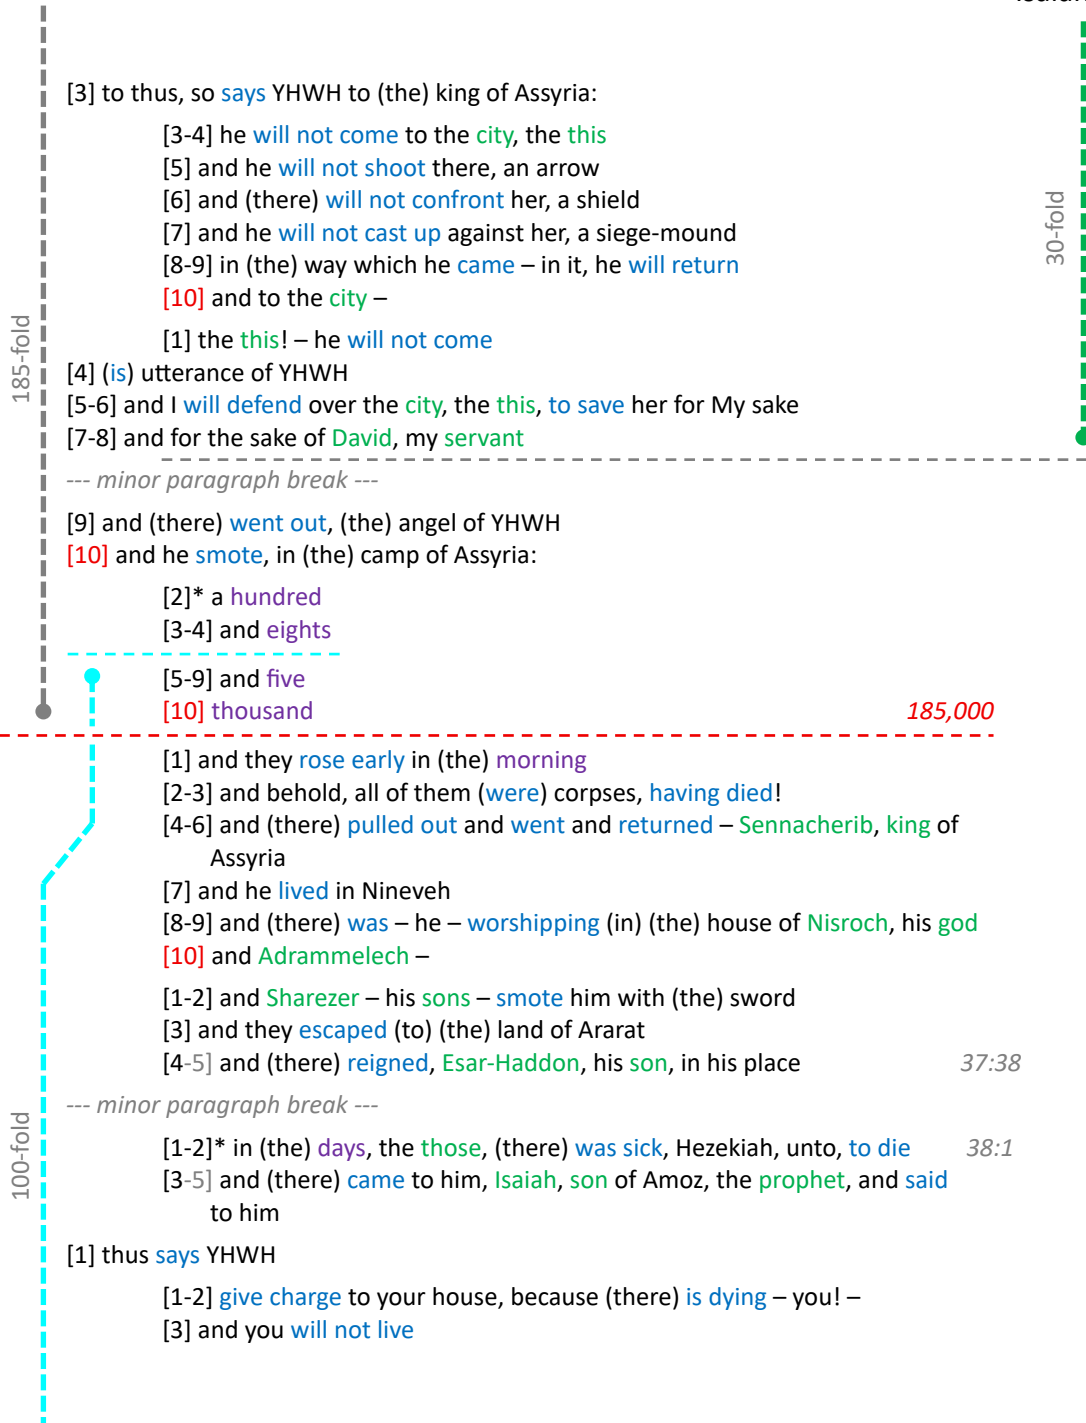 [3] to thus, so says YHWH to (the) king of Assyria:
[3-4] he will not come to the city, the this
[5] and he will not shoot there, an arrow
[6] and (there) will not confront her, a shield
[7] and he will not cast up against her, a siege-mound
[8-9] in (the) way which he came – in it, he will return
[10] and to the city –
30-fold
[1] the this! – he will not come
185-fold
[4] (is) utterance of YHWH
[5-6] and I will defend over the city, the this, to save her for My sake
[7-8] and for the sake of David, my servant
--- minor paragraph break ---
[9] and (there) went out, (the) angel of YHWH
[10] and he smote, in (the) camp of Assyria:
[2]* a hundred
[3-4] and eights
[5-9] and five
[10] thousand 185,000
[1] and they rose early in (the) morning
[2-3] and behold, all of them (were) corpses, having died!
[4-6] and (there) pulled out and went and returned – Sennacherib, king of
Assyria
[7] and he lived in Nineveh
[8-9] and (there) was – he – worshipping (in) (the) house of Nisroch, his god
[10] and Adrammelech –
[1-2] and Sharezer – his sons – smote him with (the) sword
[3] and they escaped (to) (the) land of Ararat
[4-5] and (there) reigned, Esar-Haddon, his son, in his place 37:38
--- minor paragraph break ---
[1-2]* in (the) days, the those, (there) was sick, Hezekiah, unto, to die 38:1
[3-5] and (there) came to him, Isaiah, son of Amoz, the prophet, and said
to him
100-fold
[1] thus says YHWH
[1-2] give charge to your house, because (there) is dying – you! –
[3] and you will not live